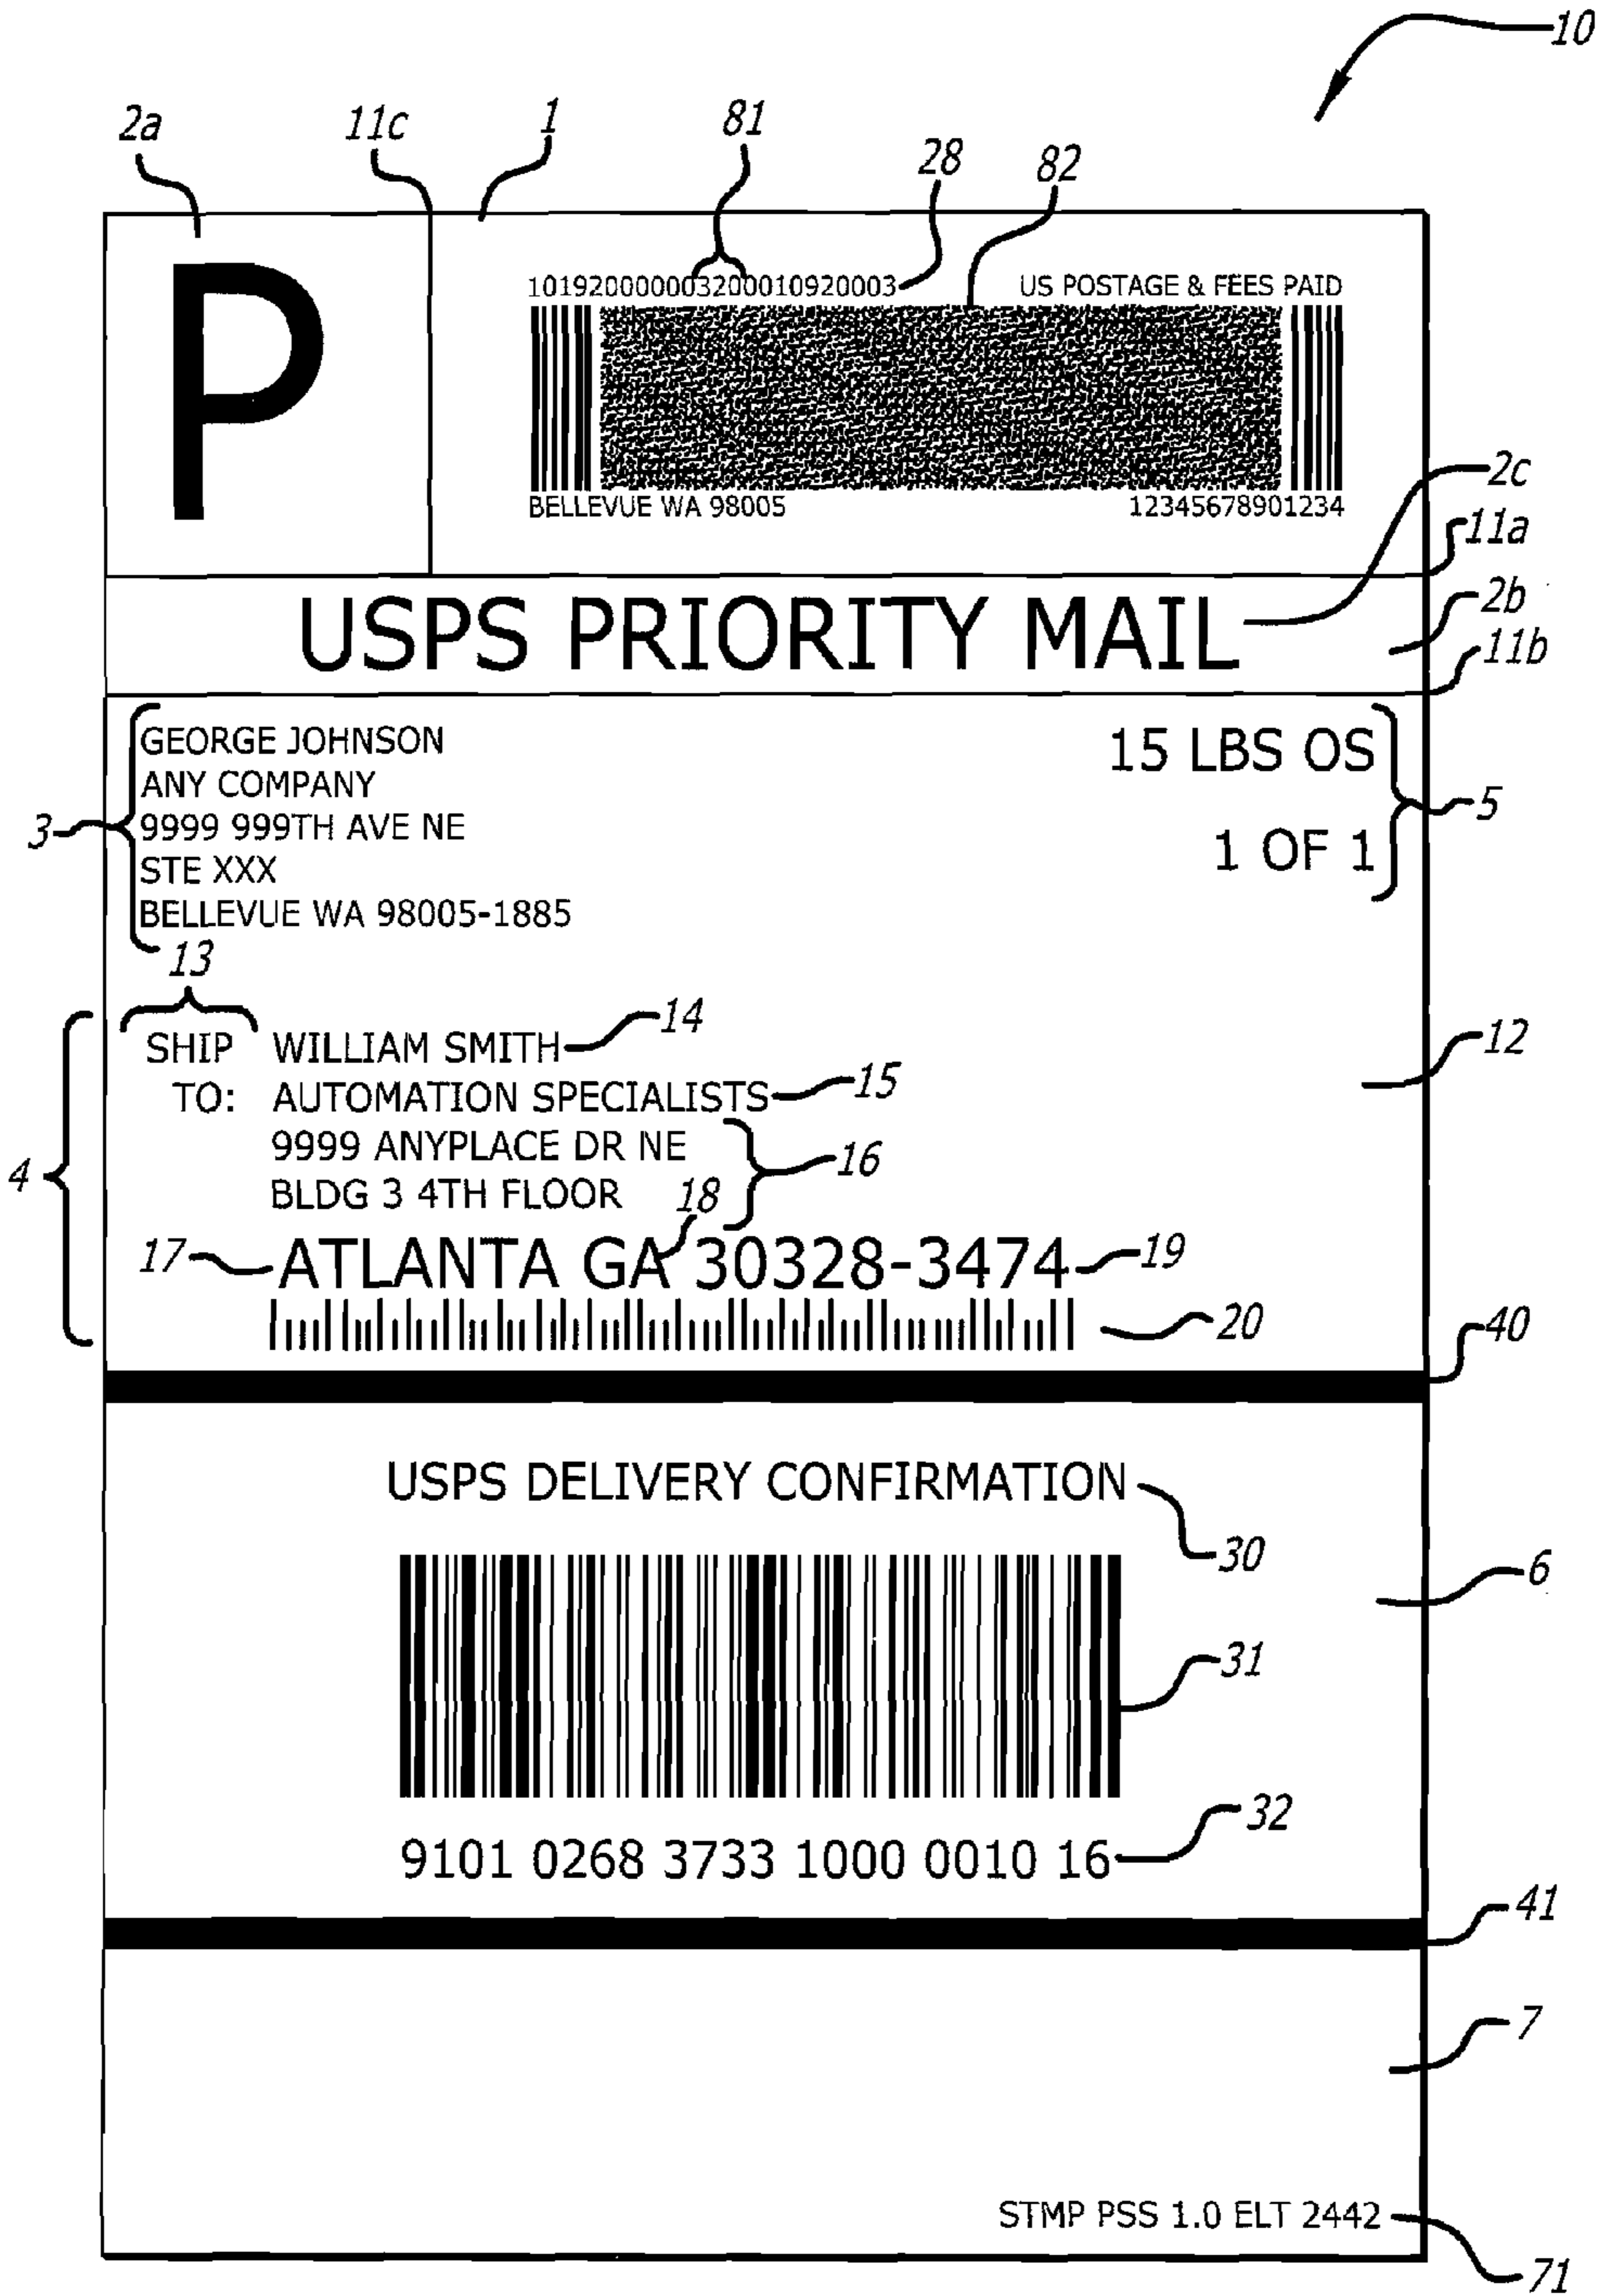 10
2a
11c
1
81
28
82
P
1019200000003200010920003
US POSTAGE & FEES PAID
BELLEVUE WA 98005
12345678901234
2c
11a
USPS PRIORITY MAIL
2b
11b
GEORGE JOHNSON
ANY COMPANY
9999 999TH AVE NE
STE XXX
BELLEVUE WA 98005-1885
3
15 LBS OS
1 OF 1
5
13
4
SHIP WILLIAM SMITH 14
TO: AUTOMATION SPECIALISTS 15
9999 ANYPLACE DR NE
BLDG 3 4TH FLOOR
16
12
18
17 ATLANTA GA 30328-3474 19
20
40
USPS DELIVERY CONFIRMATION
30
6
31
32
9101 0268 3733 1000 0010 16
41
7
STMP PSS 1.0 ELT 2442
71